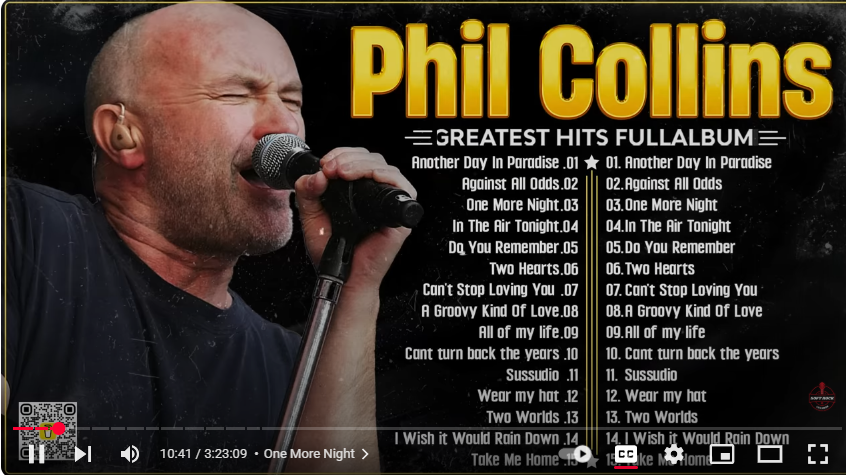 Phil Collins
GREATEST HITS FULLALBUM
Another Day In Paradise .01
01. Another Day In Paradise
Against All Odds.02
02.Against All Odds
One More Night.03
03.One More Night
In The Air Tonight.04
04.In The Air Tonight
Do You Remember.05
05.Do You Remember
Two Hearts.06
06.Two Hearts
Can't Stop Loving You .07
07. Can't Stop Loving You
A Groovy Kind Of Love.08
08.A Groovy Kind Of Love
All of my life.09
09.All of my life
Cant turn back the years .10
10. Cant turn back the years
Sussudio .11
11. Sussudio
Wear my hat .12
12. Wear my hat
Two Worlds .13
13. Two Worlds
I Wish it Would Rain Down .14
14. I Wish it Would Rain Down
Take Me Home .15
15. Take Me Home
10:41 / 3:23:09 • One More Night
CC